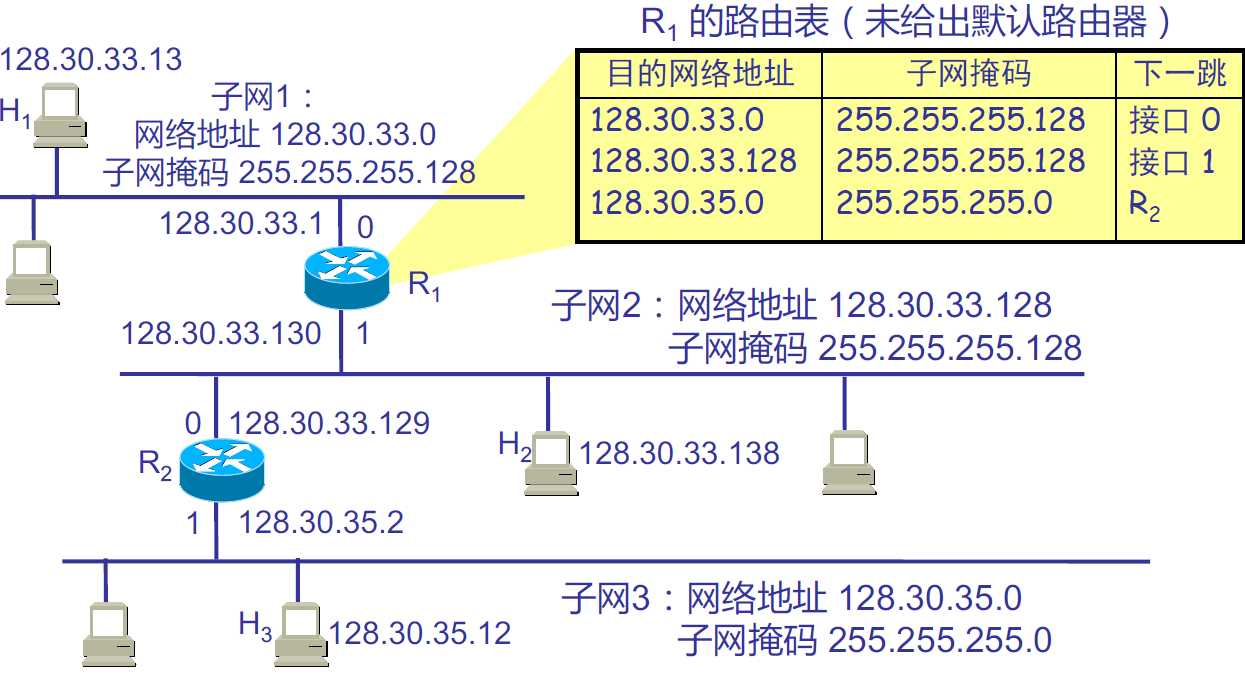 R1 的路由表（未给出默认路由器）
目的网络地址 子网掩码 下一跳
128.30.33.0 255.255.255.128 接口 0
128.30.33.128 255.255.255.128 接口 1
128.30.35.0 255.255.255.0 R2
128.30.33.13
H1
子网1：
网络地址 128.30.33.0
子网掩码 255.255.255.128
128.30.33.1 0
R1
128.30.33.130 1
子网2：网络地址 128.30.33.128
子网掩码 255.255.255.128
0 128.30.33.129
R2
H2 128.30.33.138
1 128.30.35.2
子网3：网络地址 128.30.35.0
子网掩码 255.255.255.0
H3 128.30.35.12